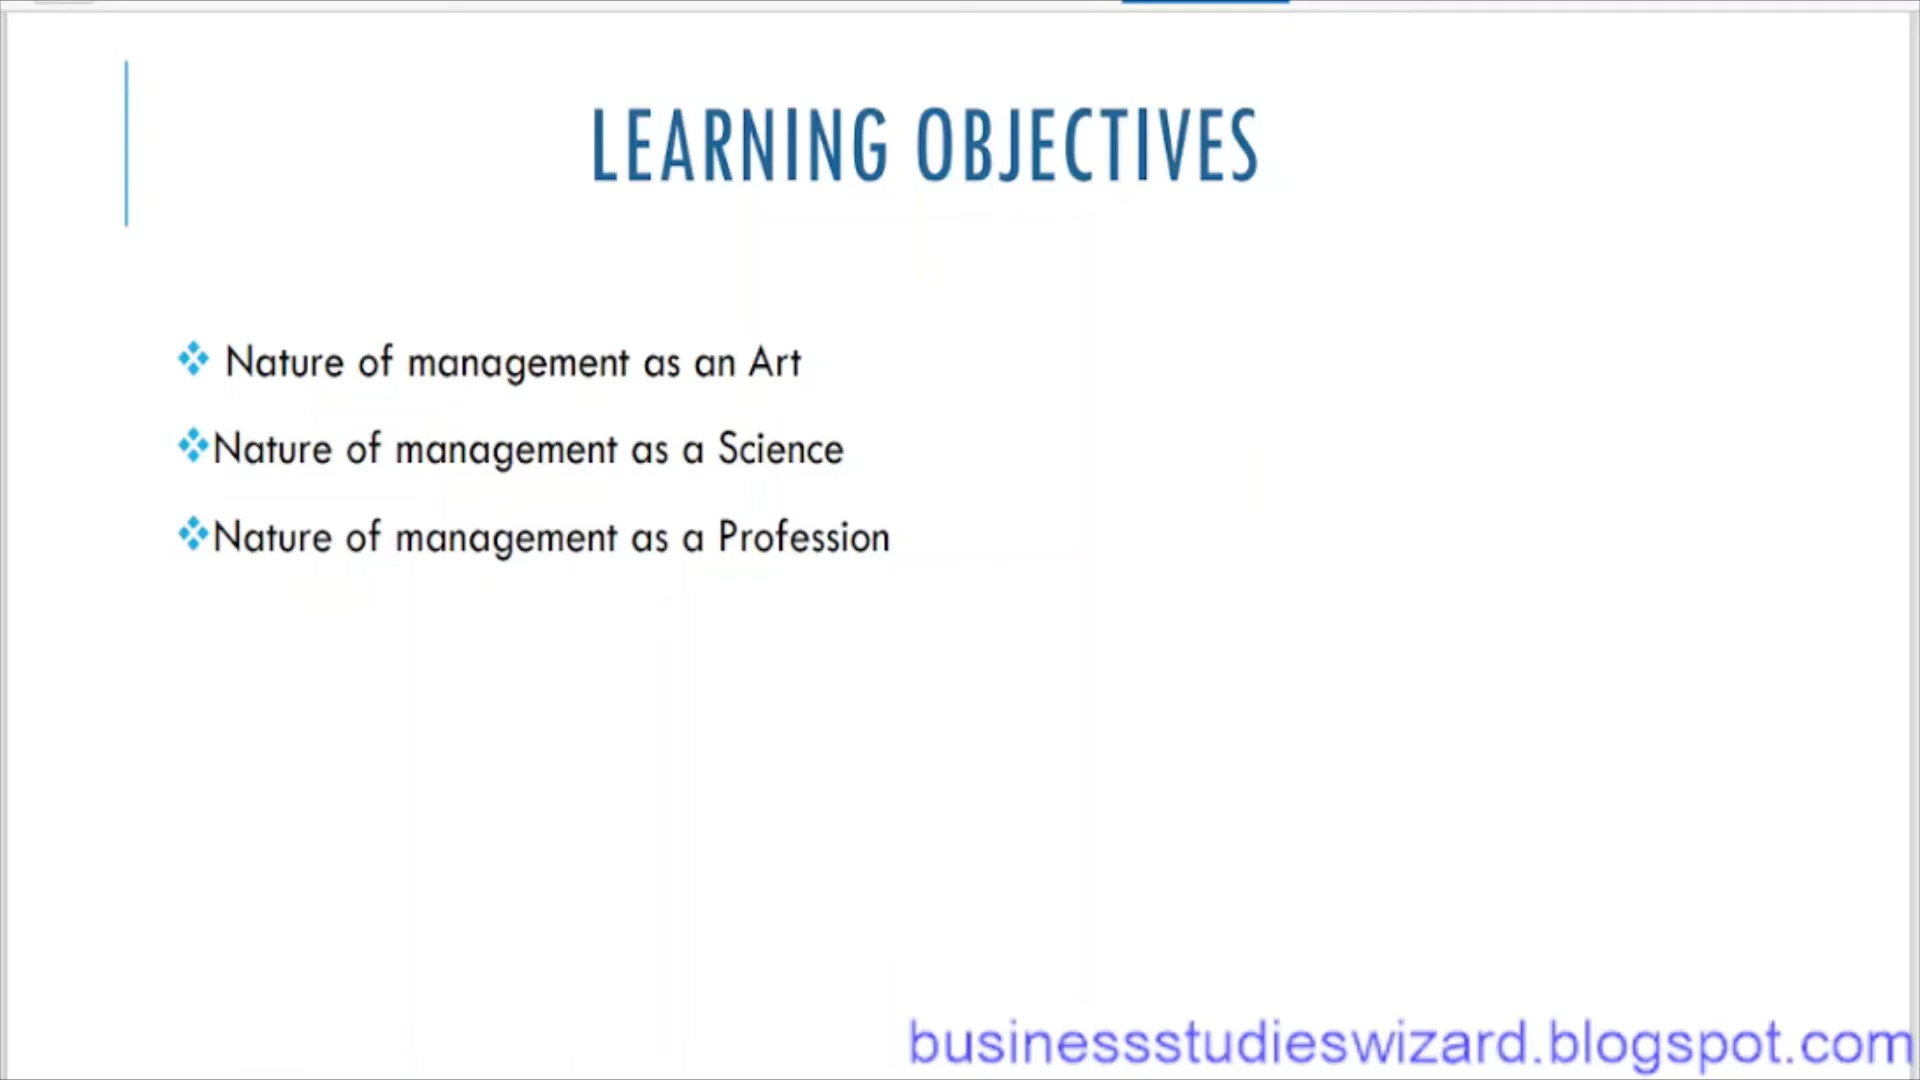 LEARNING OBJECTIVES
Nature of management as an Art
Nature of management as a Science
Nature of management as a Profession
businessstudieswizard.blogspot.com